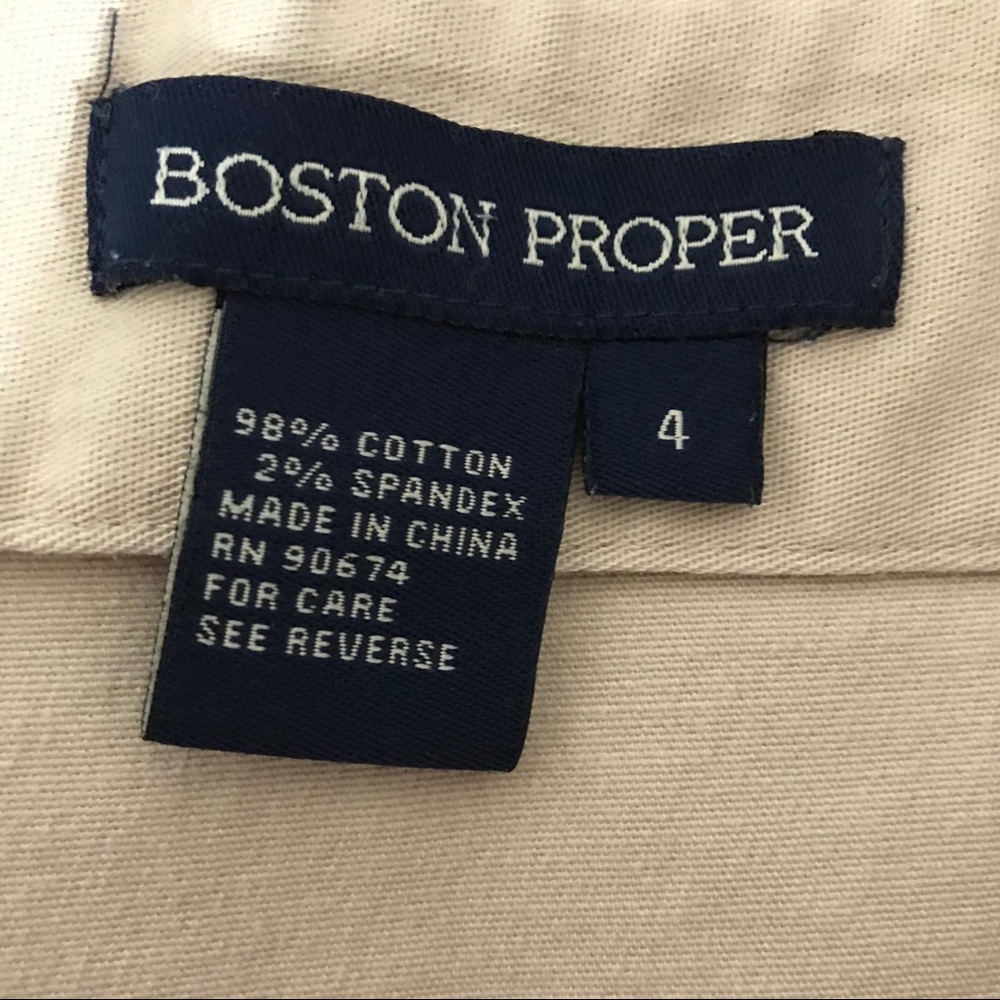 BOSTON PROPER
4
98% COTTON
2% SPANDEX
MADE IN CHINA
RN 90674
FOR CARE
SEE REVERSE